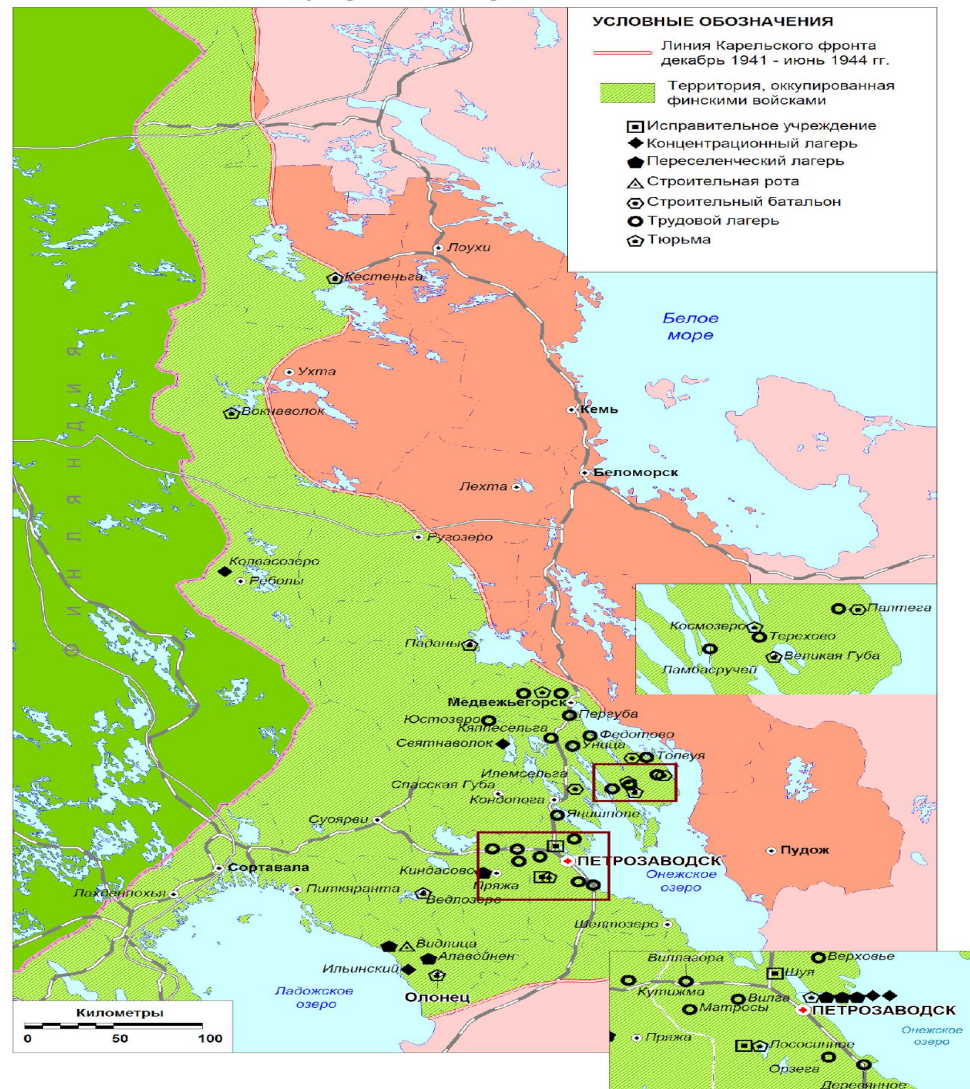 УСЛОВНЫЕ ОБОЗНАЧЕНИЯ
Линия Карельского фронта
декабрь 1941 - июнь 1944 гг.
Территория, оккупированная
финскими войсками
Исправительное учреждение
Концентрационный лагерь
Переселенческий лагерь
Строительная рота
Строительный батальон
Трудовой лагерь
Тюрьма
Лоухи
Кестеньга
Белое
море
Ухта
Вокнаволок
Кемь
Беломорск
Лехта
Ругозеро
Колвасозеро
Реболы
ФИНЛЯНДИЯ
Паданы
Палтега
Космозеро
Терехово
Великая Губа
Ламбасручей
Медвежьегорск
Юстозеро
Пергуба
Кяппесельга
Федотово
Сеятнаволок
Уница
Толвуя
Илемсельга
Спасская Губа
Кондопога
Янишполе
Суоярви
ПЕТРОЗАВОДСК
Пудож
Сортавала
Киндасово
Пряжа
Онежское
озеро
Лахденпохья
Питкяранта
Ведлозеро
Шелтозеро
Видлица
Алавойнен
Ильинский
Олонец
Ладожское
озеро
Километры
0 50 100
Виллагора
Верховье
Шуя
Кутижма
Вилга
Матросы
ПЕТРОЗАВОДСК
Онежское
озеро
Пряжа
Лососинное
Орзега
Деревянное